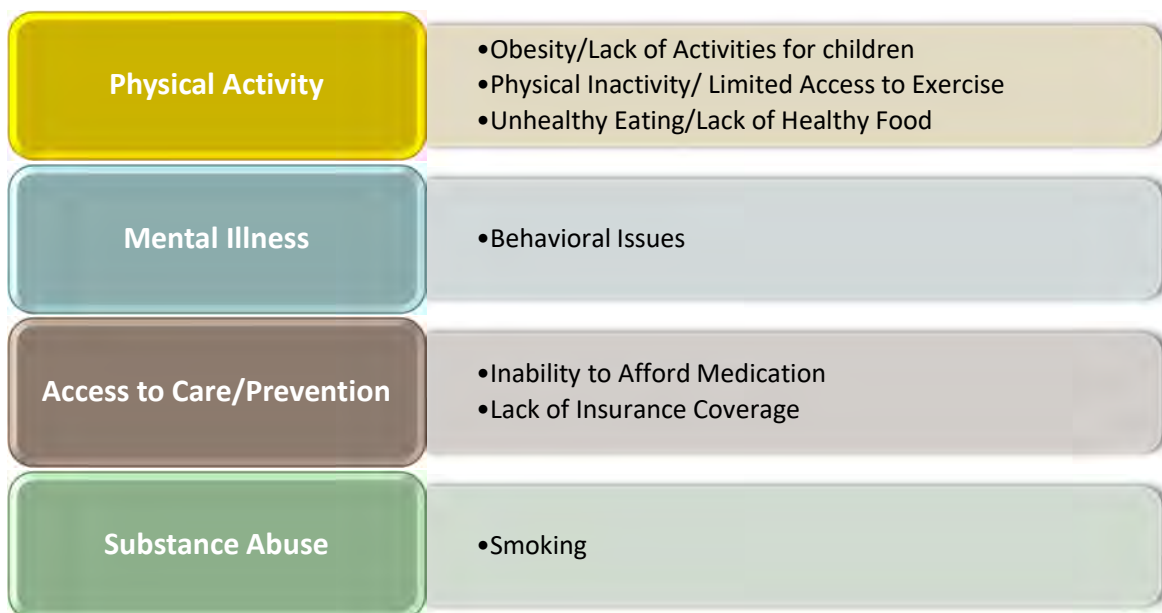 Physical Activity
•Obesity/Lack of Activities for children
•Physical Inactivity/ Limited Access to Exercise
•Unhealthy Eating/Lack of Healthy Food
Mental Illness
•Behavioral Issues
Access to Care/Prevention
•Inability to Afford Medication
•Lack of Insurance Coverage
Substance Abuse
•Smoking